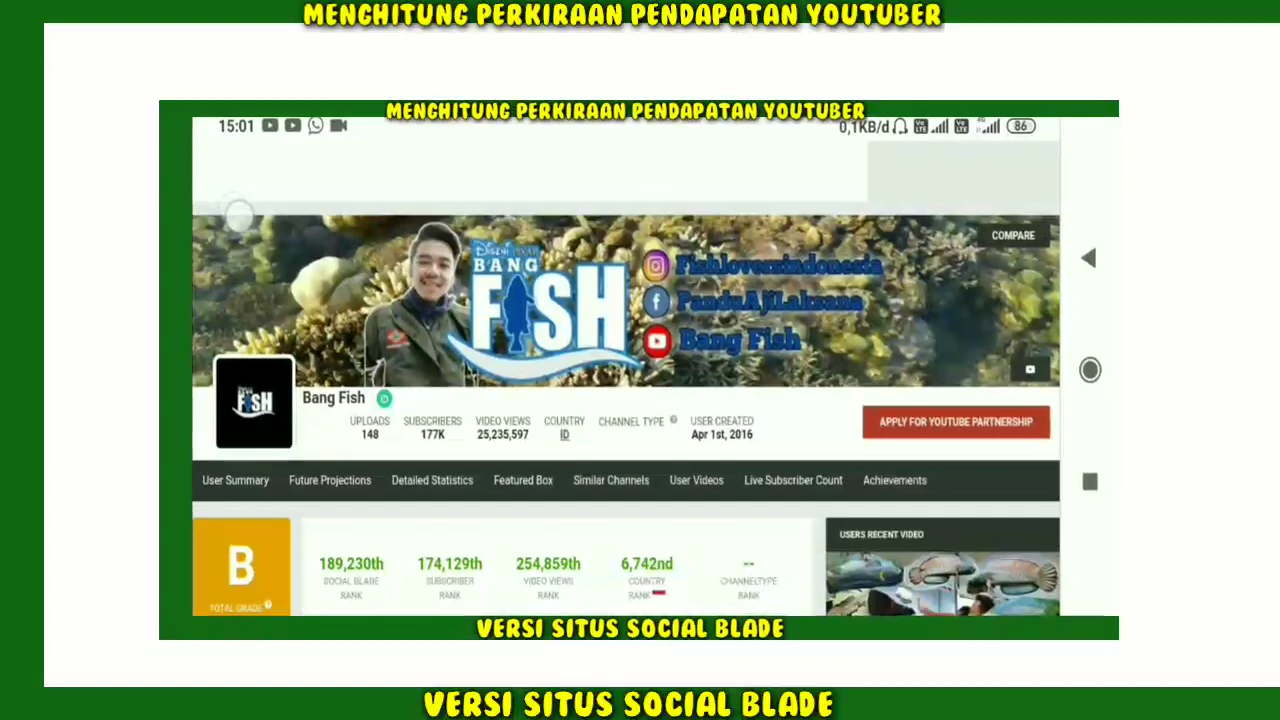 MENGHITUNG PERKIRAAN PENDAPATAN YOUTUBER
MENGHITUNG PERKIRAAN PENDAPATAN YOUTUBER
15:01 0,1KB/d 86
COMPARE
BANG
FISH
Fishloversindonesia
PanduAjiLaksana
Bang Fish
BANG
FISH
Bang Fish
UPLOADS SUBSCRIBERS VIDEO VIEWS COUNTRY CHANNEL TYPE USER CREATED
148 177K 25,235,597 ID Apr 1st, 2016
APPLY FOR YOUTUBE PARTNERSHIP
User Summary Future Projections Detailed Statistics Featured Box Similar Channels User Videos Live Subscriber Count Achievements
B
TOTAL GRADE
189,230th 174,129th 254,859th 6,742nd --
SOCIAL BLADE SUBSCRIBER VIDEO VIEWS COUNTRY CHANNELTYPE
RANK RANK RANK RANK RANK
USERS RECENT VIDEO
VERSI SITUS SOCIAL BLADE
VERSI SITUS SOCIAL BLADE